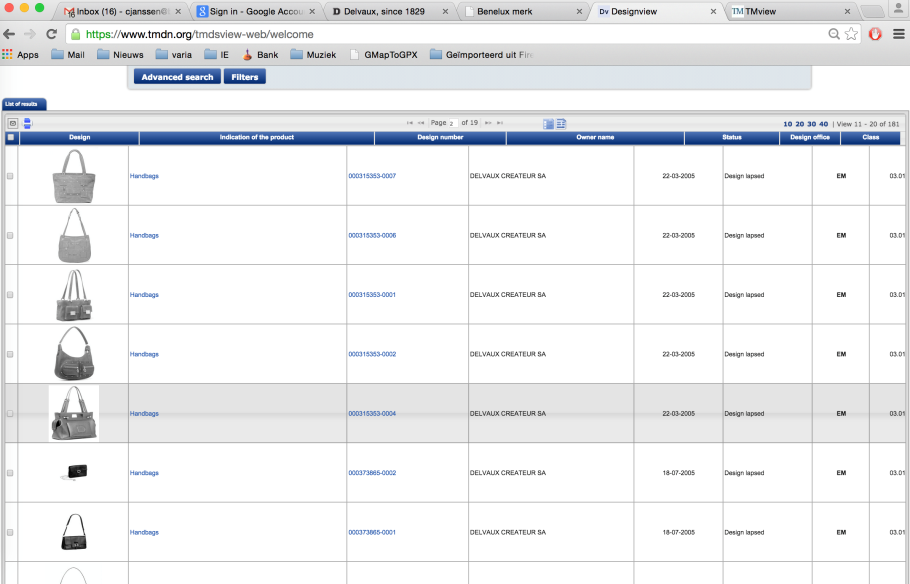 Inbox (16) - cjanssen@
Sign in - Google Accou
Delvaux, since 1829
Benelux merk
Dv Designview
TM TMview
https://www.tmdn.org/tmdsview-web/welcome
Apps Mail Nieuws varia IE Bank Muziek GMapToGPX Geïmporteerd uit Fire
Advanced search Filters
List of results
Page 2 of 19 10 20 30 40 | View 11 - 20 of 181
Design Indication of the product Design number Owner name Status Design office Class
Handbags 000315353-0007 DELVAUX CREATEUR SA 22-03-2005 Design lapsed EM 03.01
Handbags 000315353-0006 DELVAUX CREATEUR SA 22-03-2005 Design lapsed EM 03.01
Handbags 000315353-0001 DELVAUX CREATEUR SA 22-03-2005 Design lapsed EM 03.01
Handbags 000315353-0002 DELVAUX CREATEUR SA 22-03-2005 Design lapsed EM 03.01
Handbags 000315353-0004 DELVAUX CREATEUR SA 22-03-2005 Design lapsed EM 03.01
Handbags 000373865-0002 DELVAUX CREATEUR SA 18-07-2005 Design lapsed EM 03.01
Handbags 000373865-0001 DELVAUX CREATEUR SA 18-07-2005 Design lapsed EM 03.01